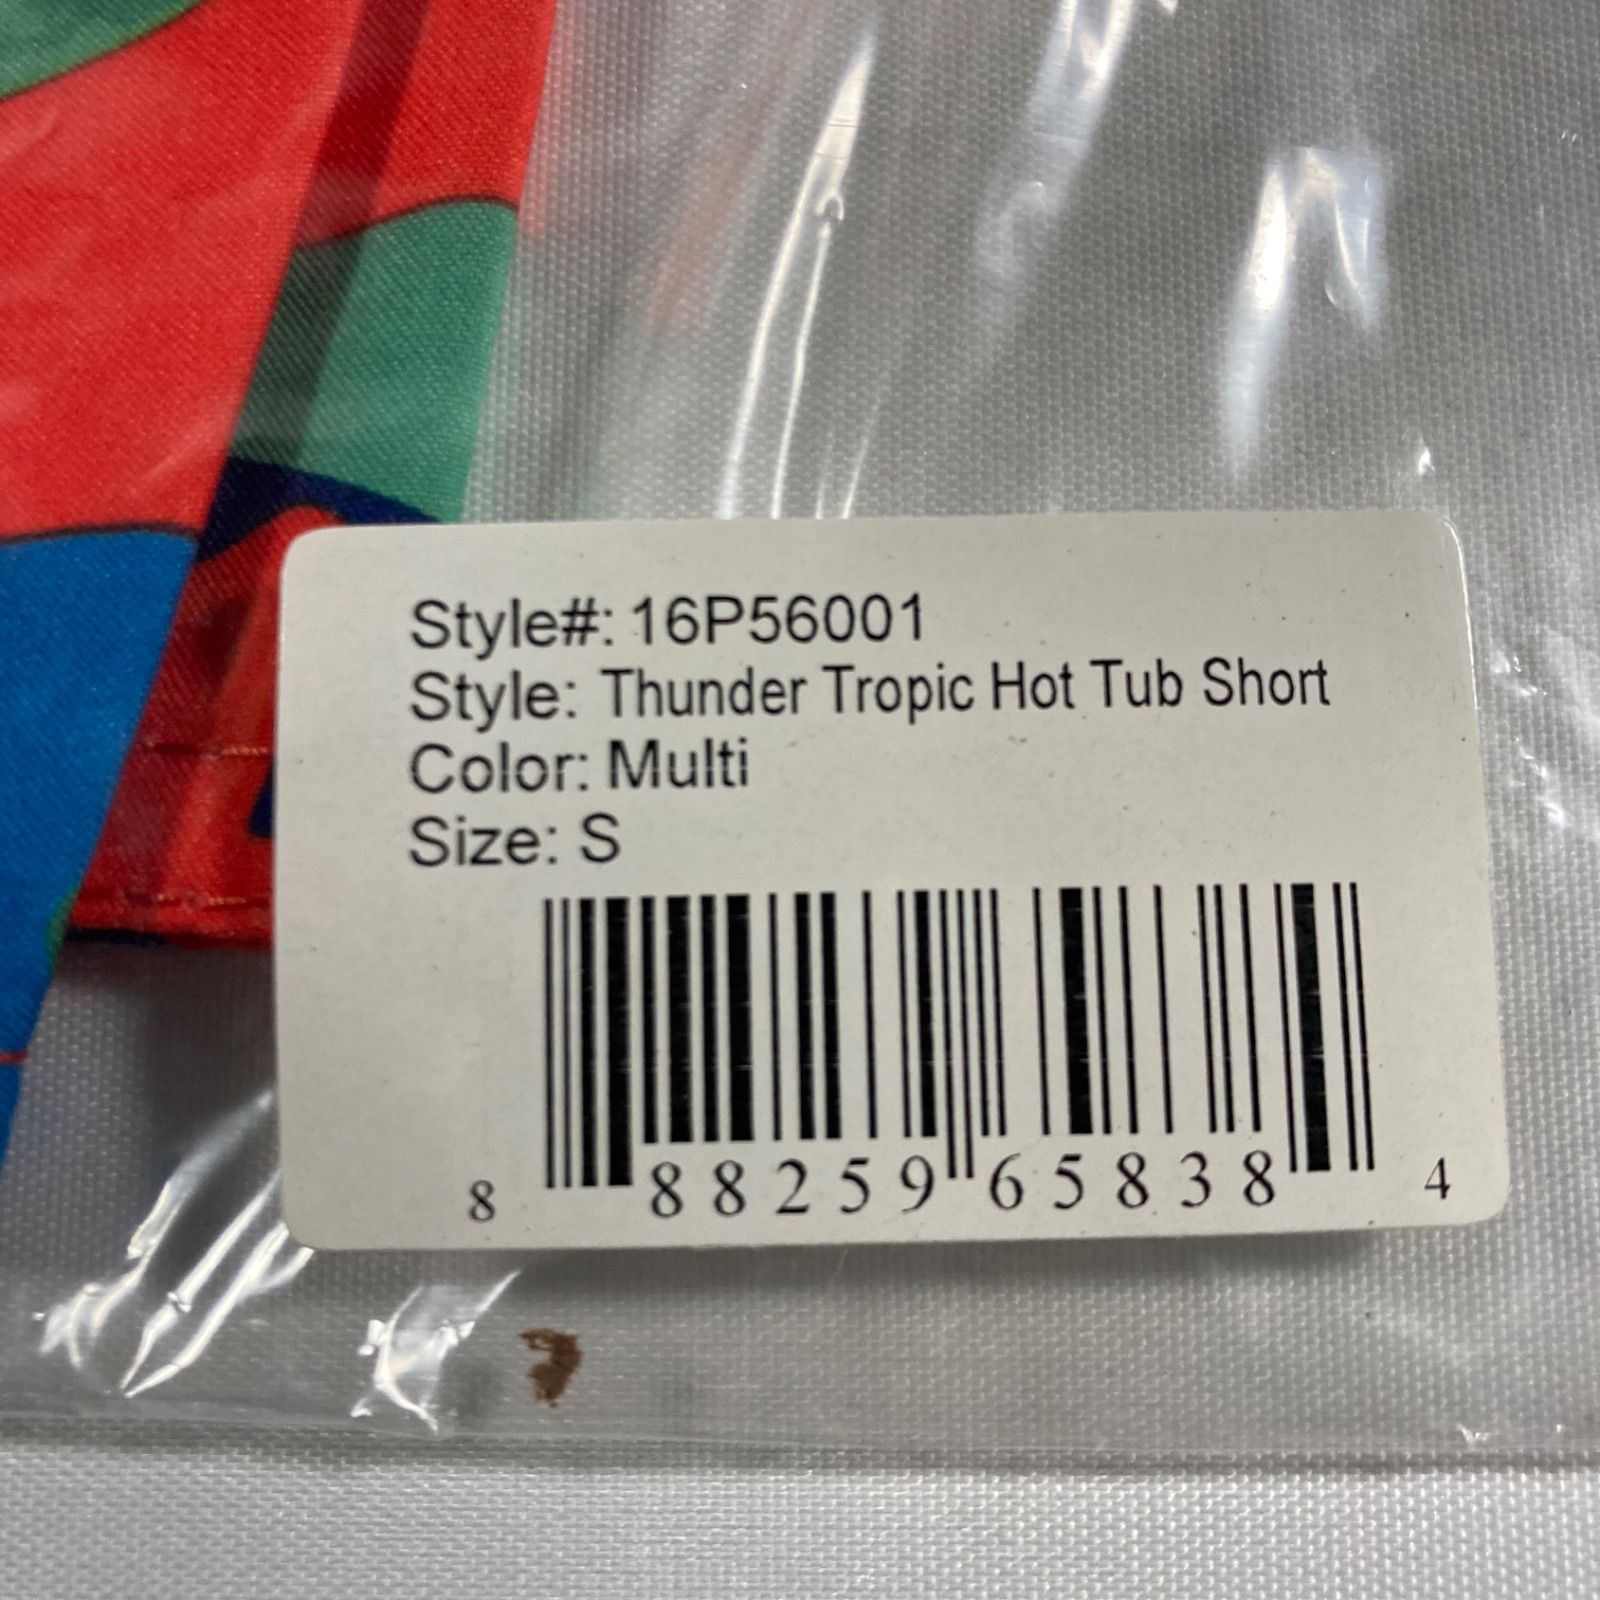 Style#: 16P56001
Style: Thunder Tropic Hot Tub Short
Color: Multi
Size: S
8 88259 65838 4